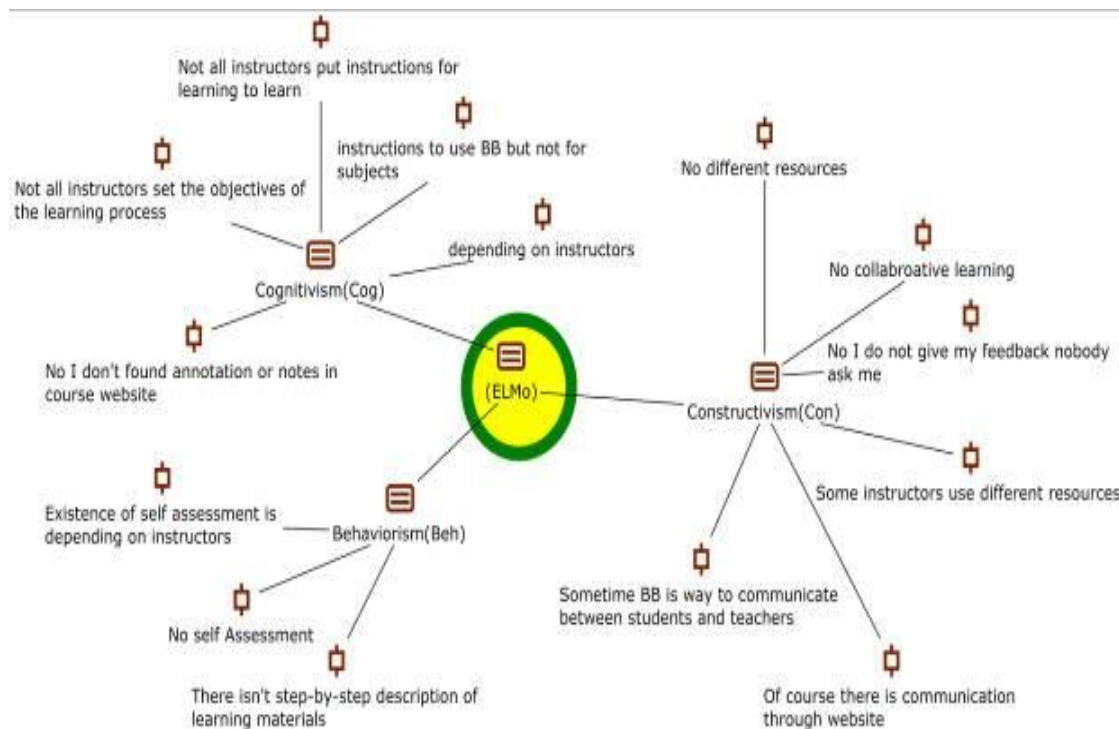 Not all instructors put instructions for
learning to learn
instructions to use BB but not for
subjects
Not all instructors set the objectives of
the learning process
depending on instructors
Cognitivism(Cog)
No I don't found annotation or notes in
course website
(ELMo)
No different resources
No collabroative learning
No I do not give my feedback nobody
ask me
Constructivism(Con)
Some instructors use different resources
Sometime BB is way to communicate
between students and teachers
Of course there is communication
through website
Existence of self assessment is
depending on instructors
Behaviorism(Beh)
No self Assessment
There isn't step-by-step description of
learning materials